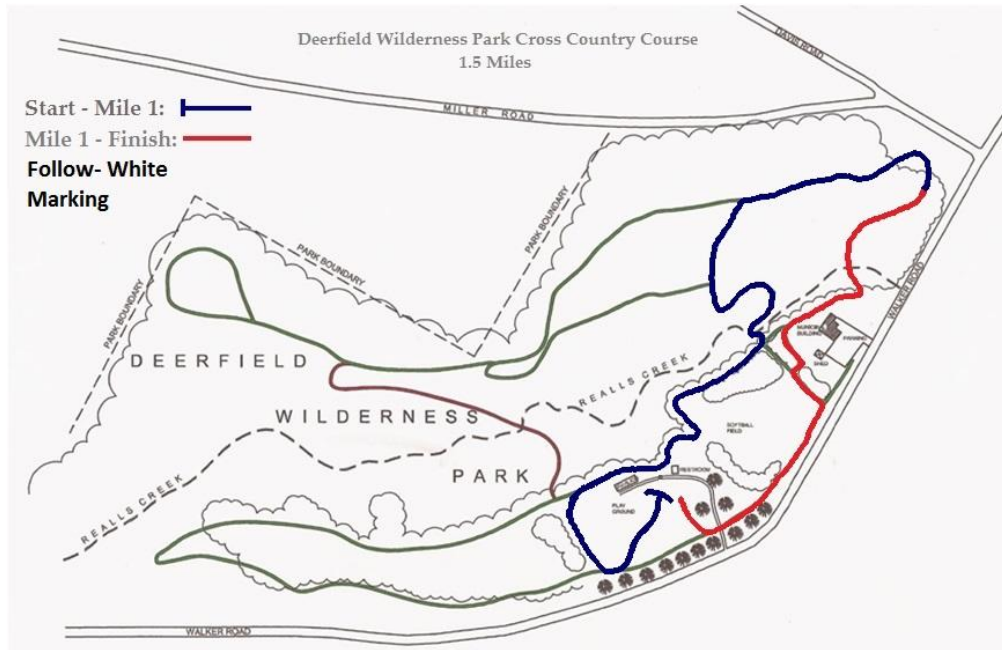 Deerfield Wilderness Park Cross Country Course
1.5 Miles
DAVIS ROAD
MILLER ROAD
Start - Mile 1:
Mile 1 - Finish:
Follow- White
Marking
PARK BOUNDARY
PARK BOUNDARY
PARK BOUNDARY
PARK BOUNDARY
WALKER ROAD
MUNICIPAL
BUILDING
PARKING
SHED
DEERFIELD
WILDERNESS
PARK
REALLS CREEK
REALLS CREEK
SOFTBALL
FIELD
RESTROOM
PLAY
GROUND
WALKER ROAD